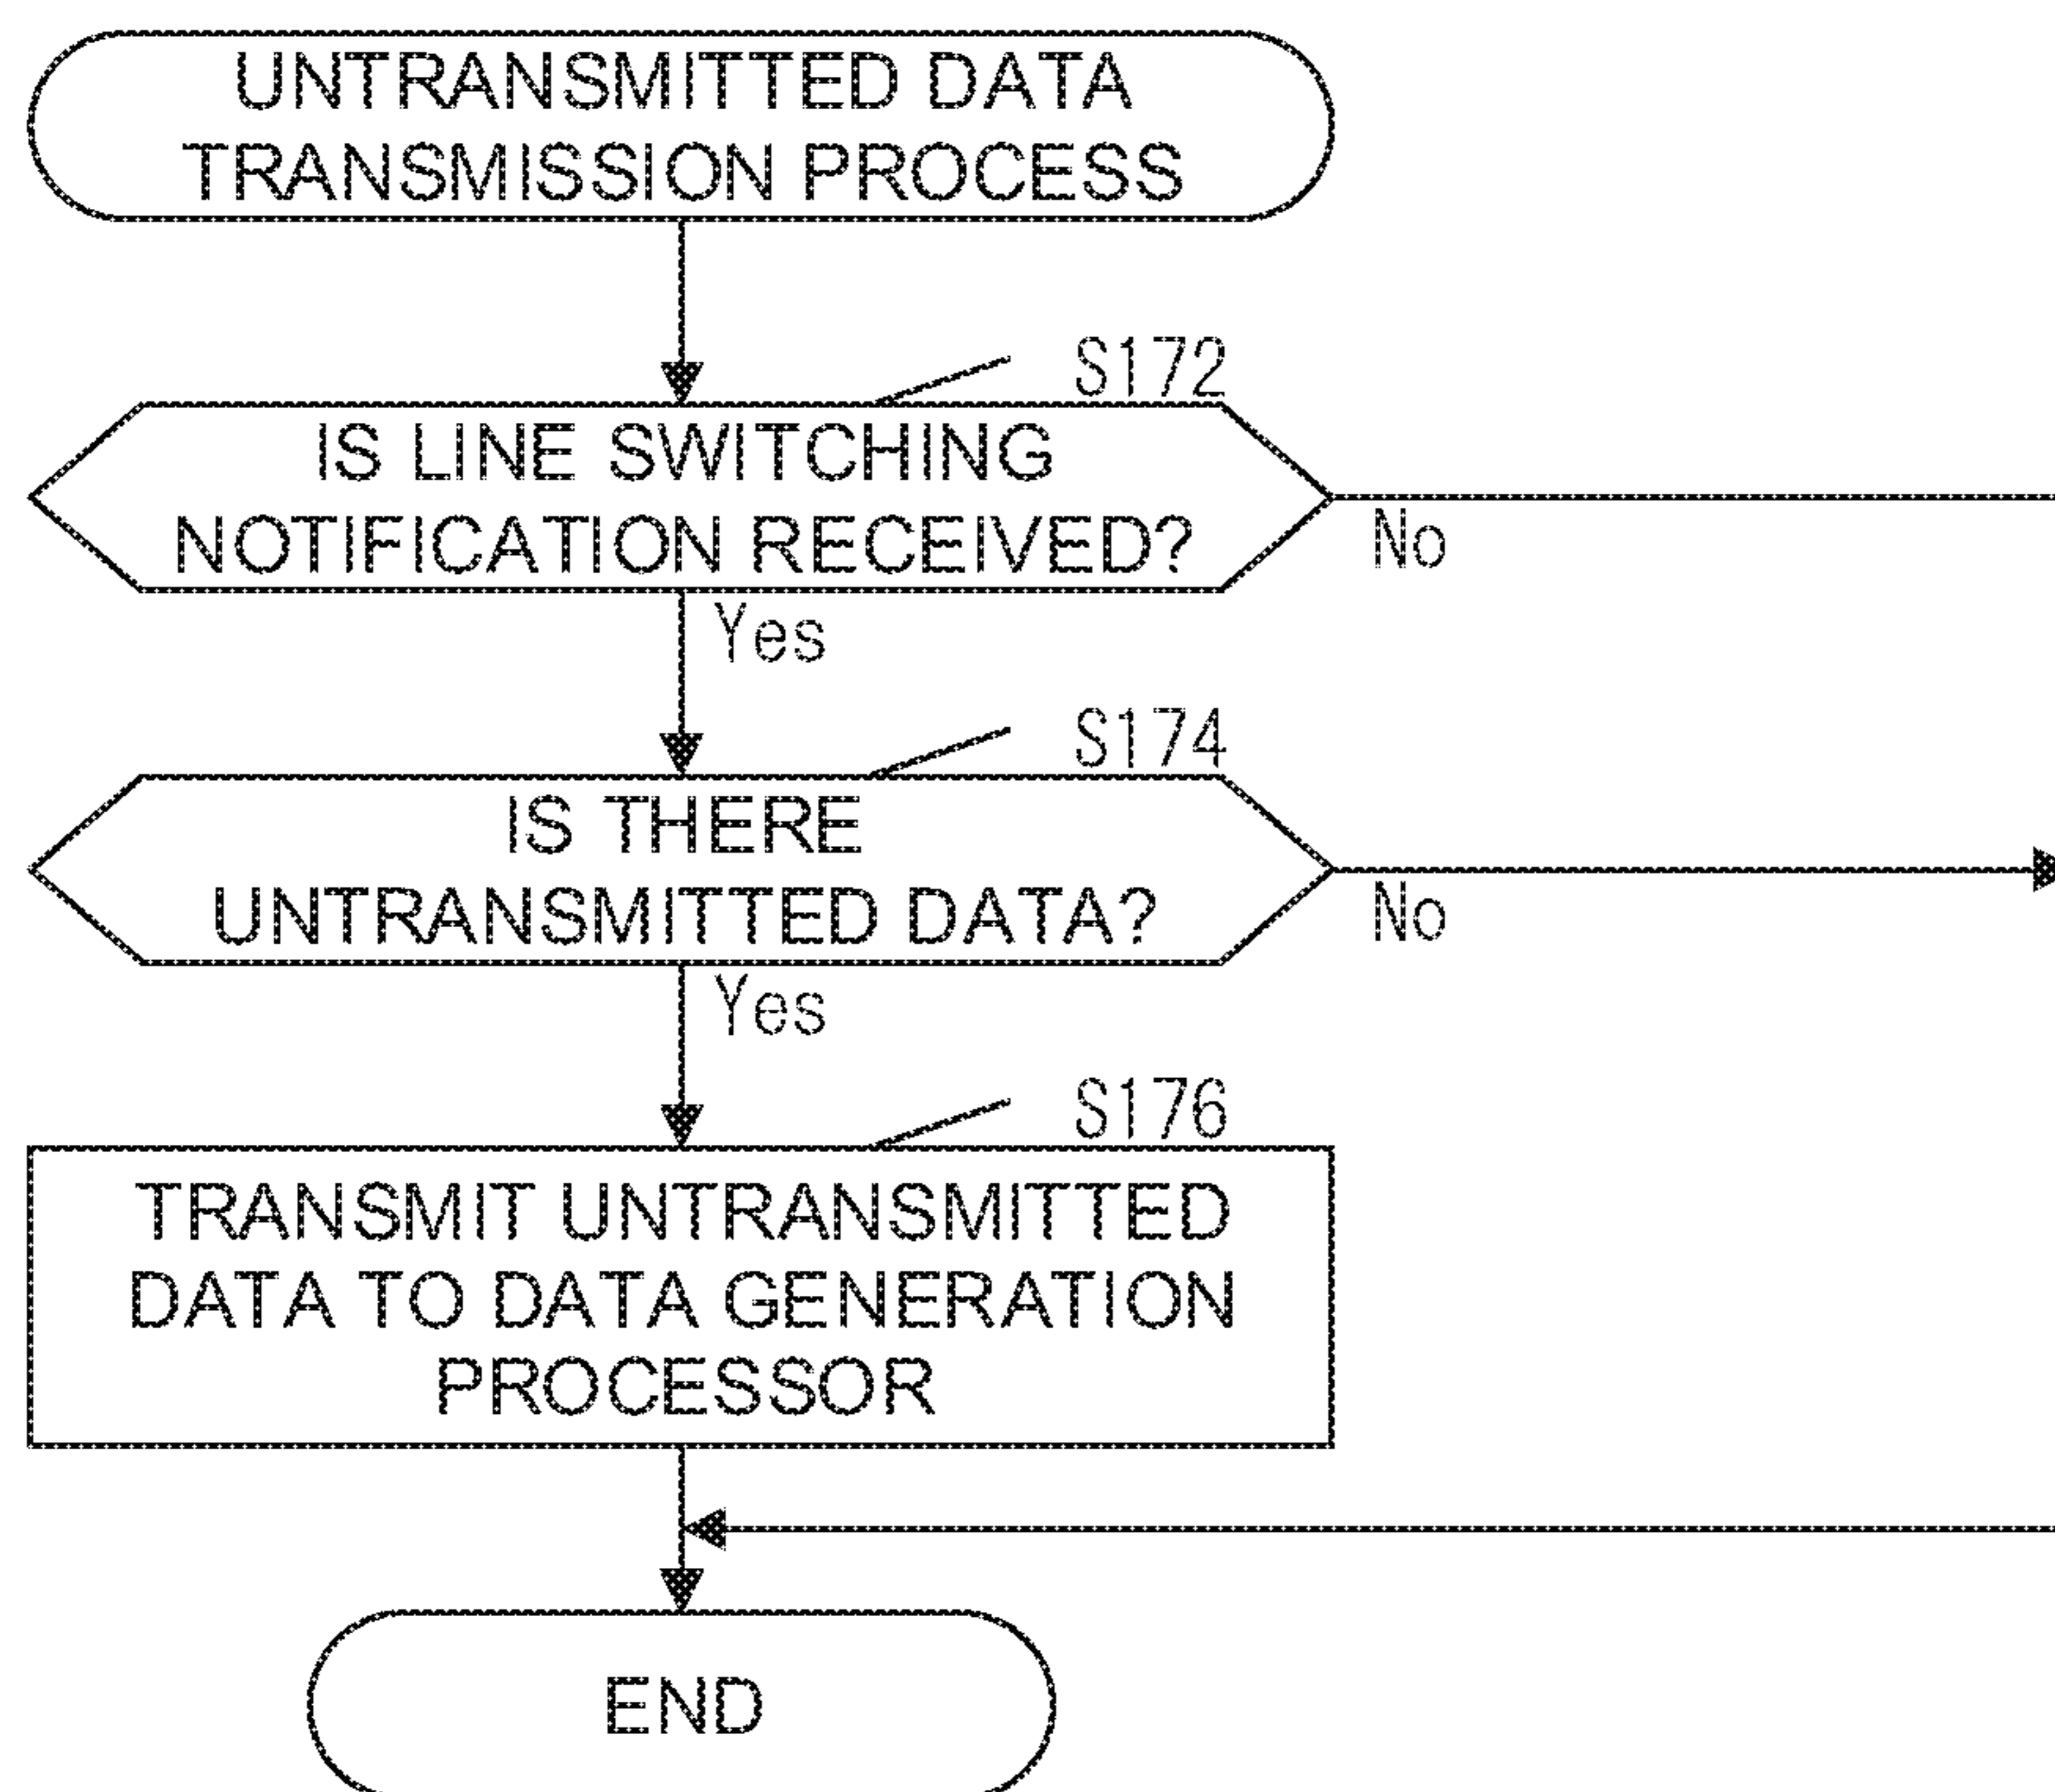 UNTRANSMITTED DATA
TRANSMISSION PROCESS
S172
IS LINE SWITCHING
NOTIFICATION RECEIVED?
No
Yes
S174
IS THERE
UNTRANSMITTED DATA?
No
Yes
S176
TRANSMIT UNTRANSMITTED
DATA TO DATA GENERATION
PROCESSOR
END